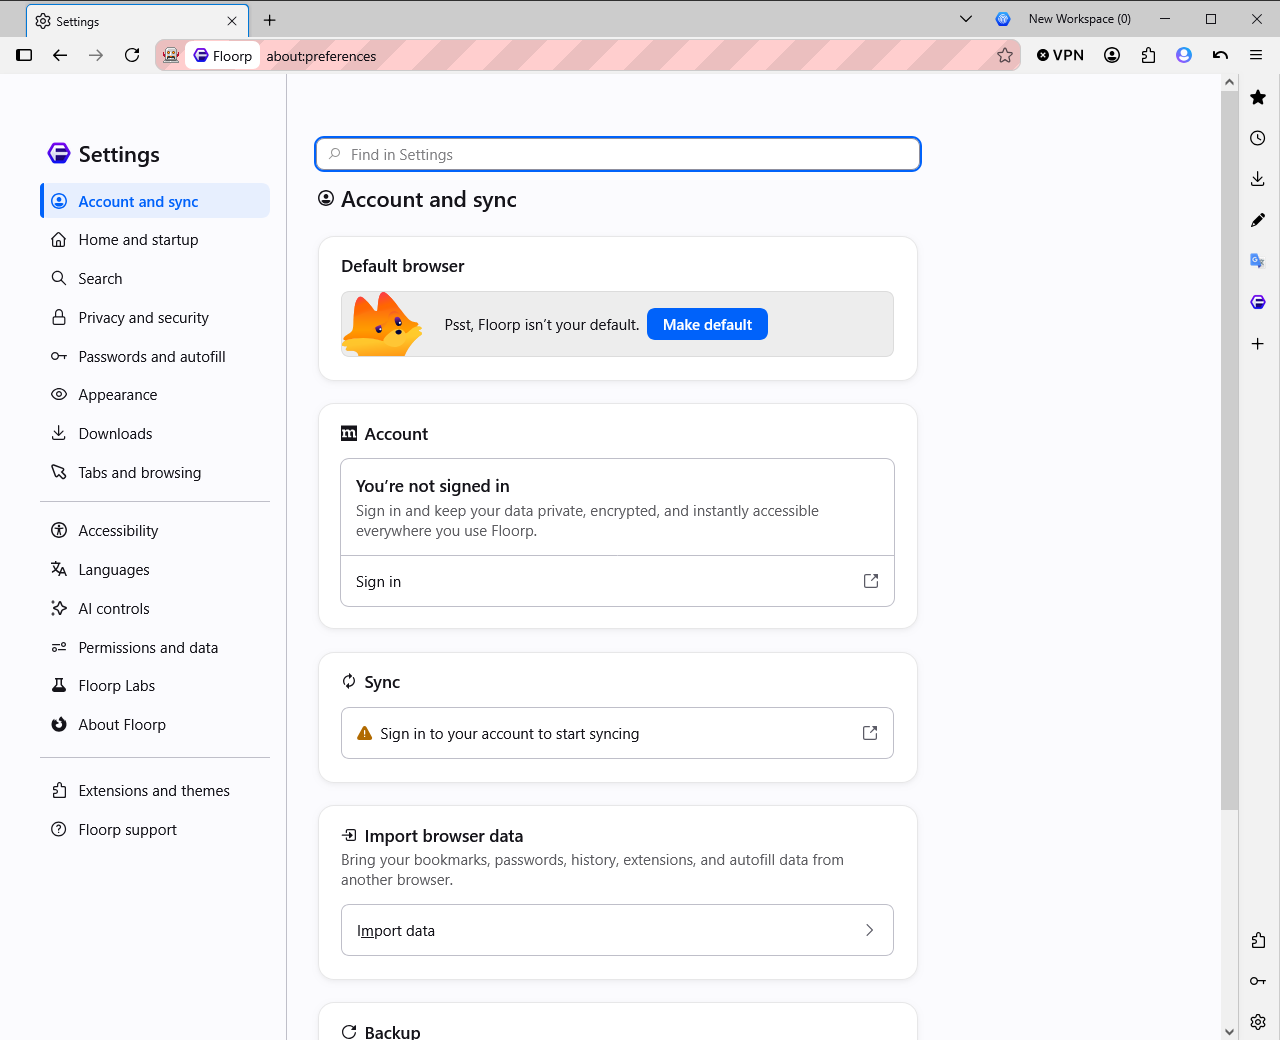 Settings
New Workspace (0)
Floorp
about:preferences
VPN
Settings
Find in Settings
Account and sync
Home and startup
Search
Privacy and security
Passwords and autofill
Appearance
Downloads
Tabs and browsing
Accessibility
Languages
AI controls
Permissions and data
Floorp Labs
About Floorp
Extensions and themes
Floorp support
Account and sync
Default browser
Psst, Floorp isn’t your default.
Make default
Account
You’re not signed in
Sign in and keep your data private, encrypted, and instantly accessible
everywhere you use Floorp.
Sign in
Sync
Sign in to your account to start syncing
Import browser data
Bring your bookmarks, passwords, history, extensions, and autofill data from
another browser.
Import data
Backup